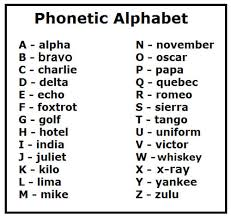 Phonetic Alphabet
A - alpha
B - bravo
C - charlie
D - delta
E - echo
F - foxtrot
G - golf
H - hotel
I - india
J - juliet
K - kilo
L - lima
M - mike
N - november
O - oscar
P - papa
Q - quebec
R - romeo
S - sierra
T - tango
U - uniform
V - victor
W - whiskey
X - x-ray
Y - yankee
Z - zulu